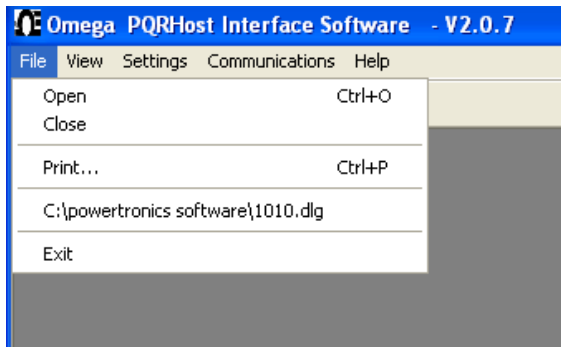 Omega PQRHost Interface Software - V2.0.7
File View Settings Communications Help
Open Ctrl+O
Close
Print... Ctrl+P
C:\powertronics software\1010.dlg
Exit